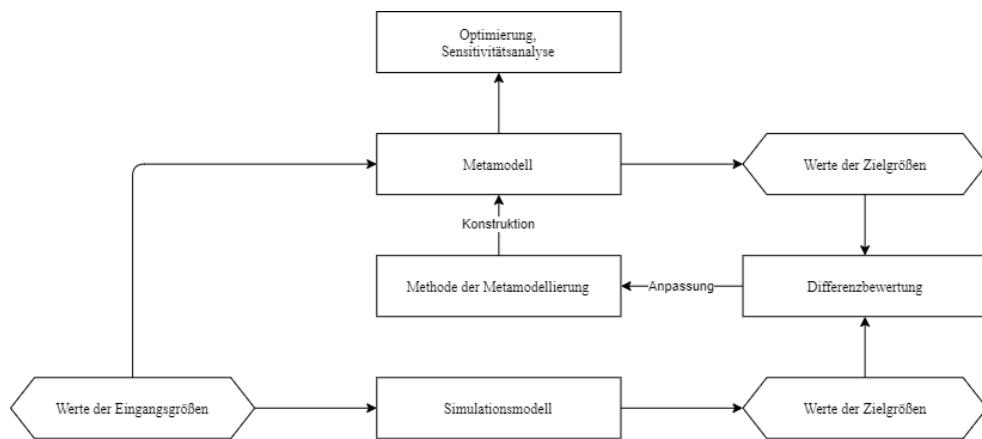 Optimierung,
Sensitivitätsanalyse
Metamodell
Werte der Zielgrößen
Konstruktion
Methode der Metamodellierung
Anpassung
Differenzbewertung
Werte der Eingangsgrößen
Simulationsmodell
Werte der Zielgrößen